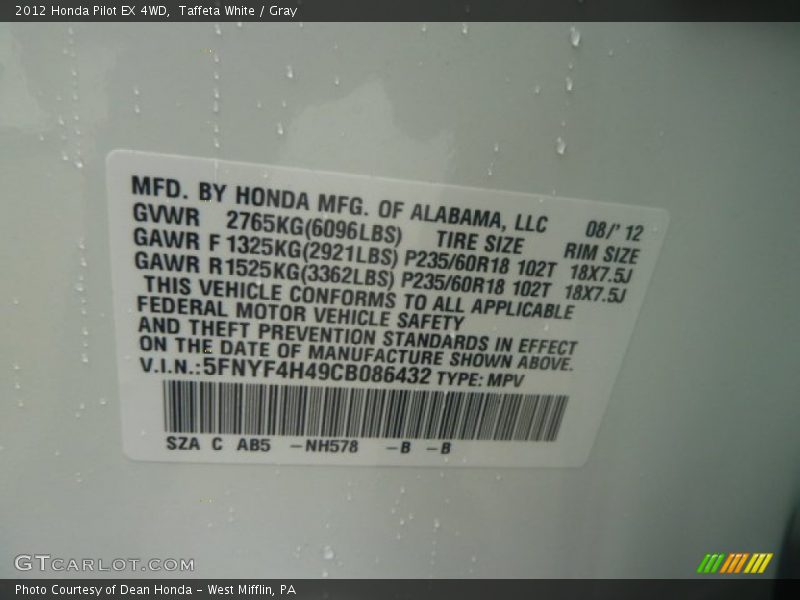 2012 Honda Pilot EX 4WD,  Taffeta White / Gray
MFD. BY HONDA MFG. OF ALABAMA, LLC 08/'12
GVWR 2765KG(6096LBS) TIRE SIZE RIM SIZE
GAWR F 1325KG(2921LBS) P235/60R18 102T 18X7.5J
GAWR R 1525KG(3362LBS) P235/60R18 102T 18X7.5J
THIS VEHICLE CONFORMS TO ALL APPLICABLE
FEDERAL MOTOR VEHICLE SAFETY
AND THEFT PREVENTION STANDARDS IN EFFECT
ON THE DATE OF MANUFACTURE SHOWN ABOVE.
V.I.N.:5FNYF4H49CB086432 TYPE: MPV
SZA C AB5 –NH578 –B –B
GTCARLOT.COM
Photo Courtesy of Dean Honda – West Mifflin, PA